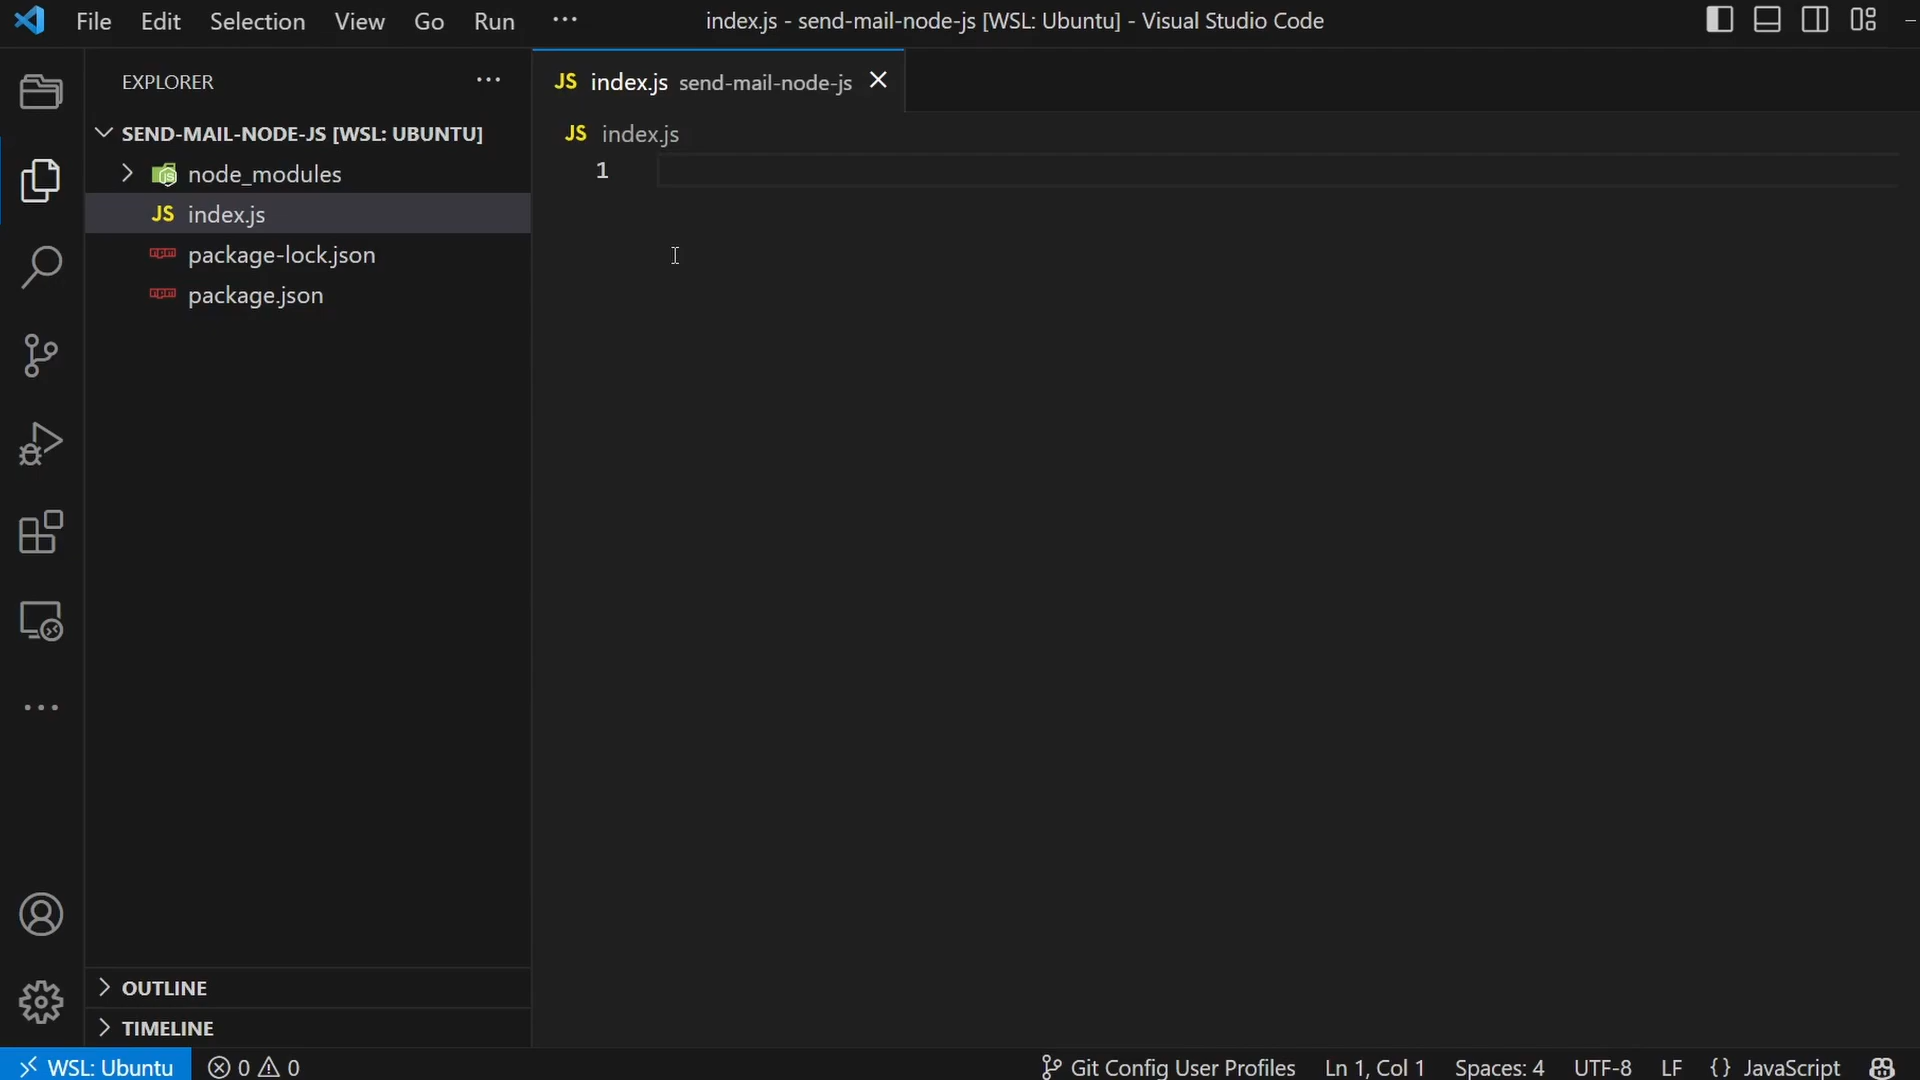 File Edit Selection View Go Run ··· index.js - send-mail-node-js [WSL: Ubuntu] - Visual Studio Code
EXPLORER ···
JS index.js send-mail-node-js
SEND-MAIL-NODE-JS [WSL: UBUNTU]
JS index.js
node_modules
1
JS index.js
package-lock.json
package.json
OUTLINE
TIMELINE
WSL: Ubuntu 0 0 Git Config User Profiles Ln 1, Col 1 Spaces: 4 UTF-8 LF {} JavaScript